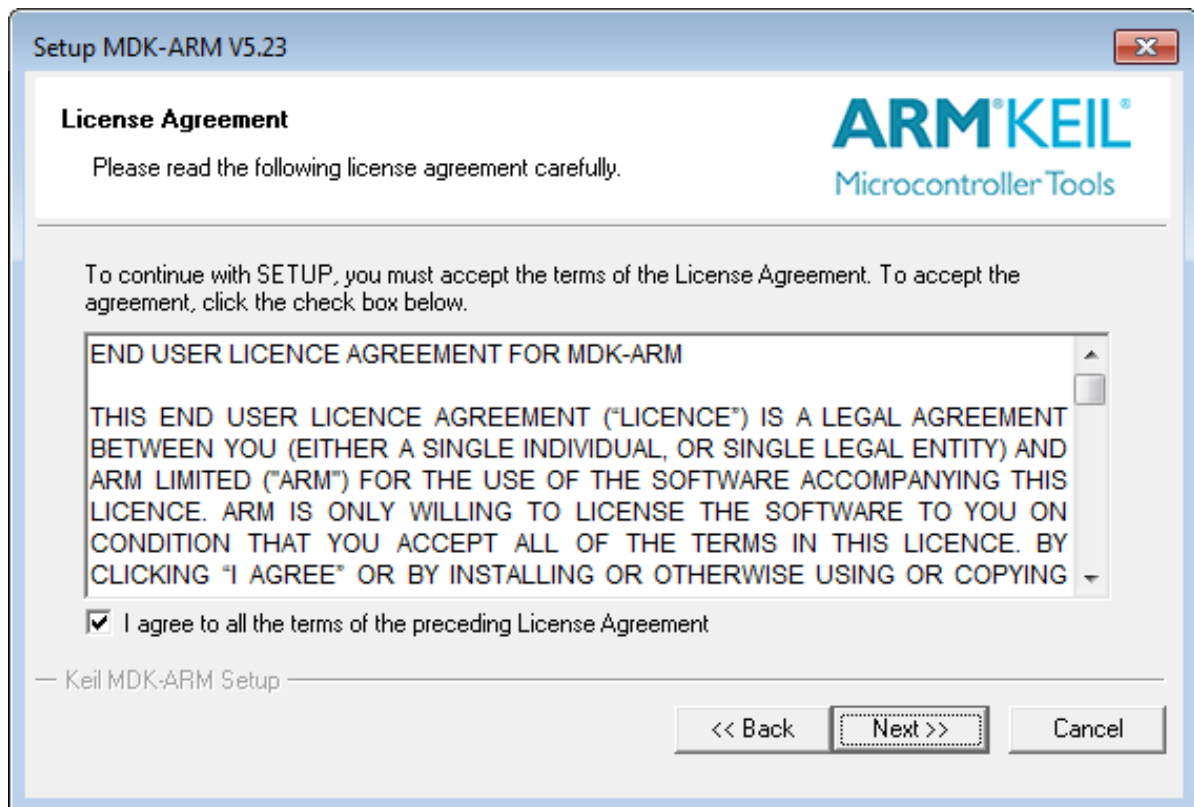 Setup MDK-ARM V5.23
License Agreement
Please read the following license agreement carefully.
ARM®KEIL®
Microcontroller Tools
To continue with SETUP, you must accept the terms of the License Agreement. To accept the
agreement, click the check box below.
END USER LICENCE AGREEMENT FOR MDK-ARM
THIS END USER LICENCE AGREEMENT (“LICENCE”) IS A LEGAL AGREEMENT
BETWEEN YOU (EITHER A SINGLE INDIVIDUAL, OR SINGLE LEGAL ENTITY) AND
ARM LIMITED ("ARM") FOR THE USE OF THE SOFTWARE ACCOMPANYING THIS
LICENCE. ARM IS ONLY WILLING TO LICENSE THE SOFTWARE TO YOU ON
CONDITION THAT YOU ACCEPT ALL OF THE TERMS IN THIS LICENCE. BY
CLICKING “I AGREE” OR BY INSTALLING OR OTHERWISE USING OR COPYING
I agree to all the terms of the preceding License Agreement
Keil MDK-ARM Setup
<< Back
Next >>
Cancel